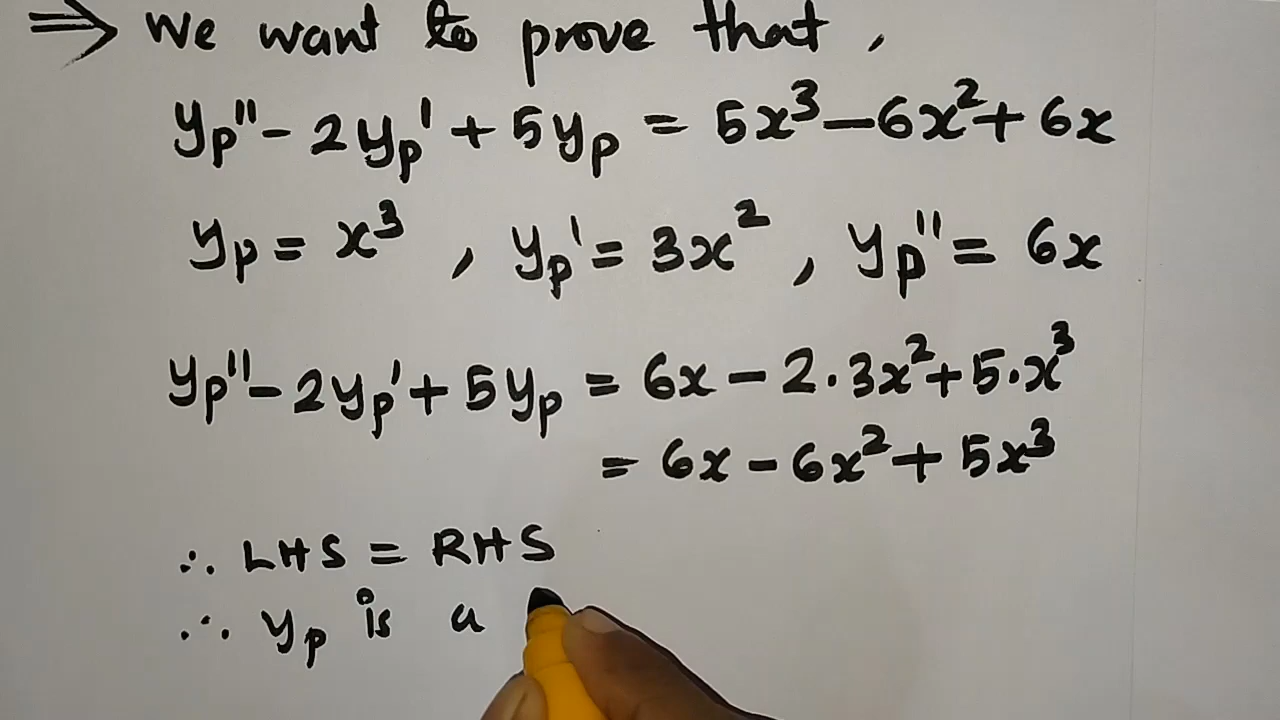 ⇒ We want to prove that,
yp'' - 2yp' + 5yp = 5x³ - 6x² + 6x
yp = x³ , yp' = 3x² , yp'' = 6x
yp'' - 2yp' + 5yp = 6x - 2·3x² + 5·x³
= 6x - 6x² + 5x³
∴ LHS = RHS
∴ yp is a